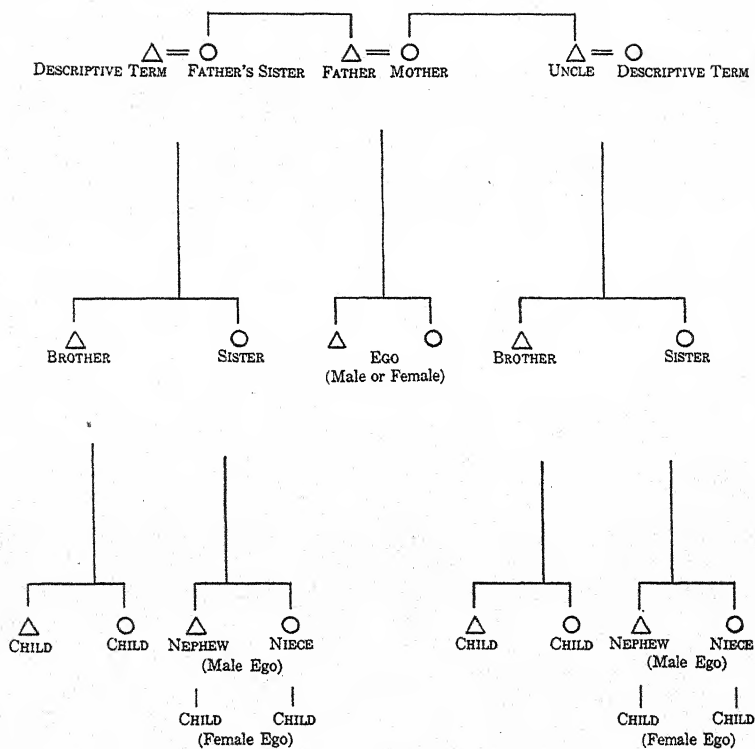 DESCRIPTIVE TERM FATHER'S SISTER FATHER MOTHER UNCLE DESCRIPTIVE TERM
BROTHER SISTER EGO BROTHER SISTER
(Male or Female)
CHILD CHILD NEPHEW NIECE CHILD CHILD NEPHEW NIECE
(Male Ego) (Male Ego)
CHILD CHILD CHILD CHILD
(Female Ego) (Female Ego)